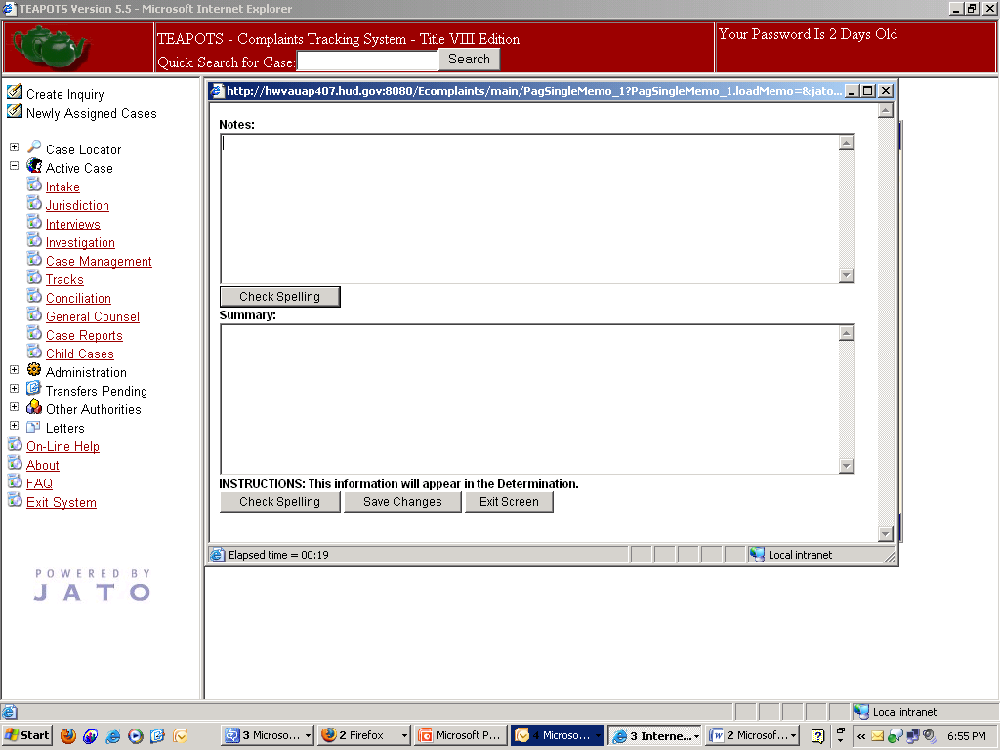 TEAPOTS Version 5.5 - Microsoft Internet Explorer
TEAPOTS - Complaints Tracking System - Title VIII Edition
Quick Search for Case: Search
Your Password Is 2 Days Old
Create Inquiry
Newly Assigned Cases
Case Locator
Active Case
Intake
Jurisdiction
Interviews
Investigation
Case Management
Tracks
Conciliation
General Counsel
Case Reports
Child Cases
Administration
Transfers Pending
Other Authorities
Letters
On-Line Help
About
FAQ
Exit System
POWERED BY
JATO
http://hwvauap407.hud.gov:8080/Ecomplaints/main/PagSingleMemo_1?PagSingleMemo_1.loadMemo=&jato...
Notes:
Check Spelling
Summary:
INSTRUCTIONS: This information will appear in the Determination.
Check Spelling Save Changes Exit Screen
Elapsed time = 00:19 Local intranet
Local intranet
Start 3 Microso... 2 Firefox Microsoft P... 4 Microso... 3 Interne... 2 Microsof... « 6:55 PM